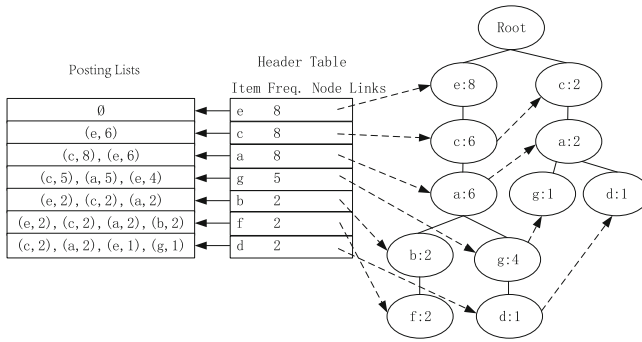 Root
Posting Lists
Header Table
Item Freq. Node Links
∅
e 8
e:8
c:2
(e,6)
c 8
c:6
a:2
(c,8),(e,6)
a 8
a:6
g:1
d:1
(c,5),(a,5),(e,4)
g 5
(e,2),(c,2),(a,2)
b 2
(e,2),(c,2),(a,2),(b,2)
f 2
b:2
g:4
(c,2),(a,2),(e,1),(g,1)
d 2
f:2
d:1